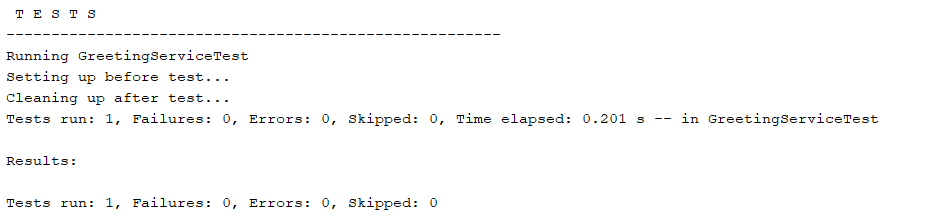 T E S T S
-------------------------------------------------------
Running GreetingServiceTest
Setting up before test...
Cleaning up after test...
Tests run: 1, Failures: 0, Errors: 0, Skipped: 0, Time elapsed: 0.201 s -- in GreetingServiceTest
Results:
Tests run: 1, Failures: 0, Errors: 0, Skipped: 0